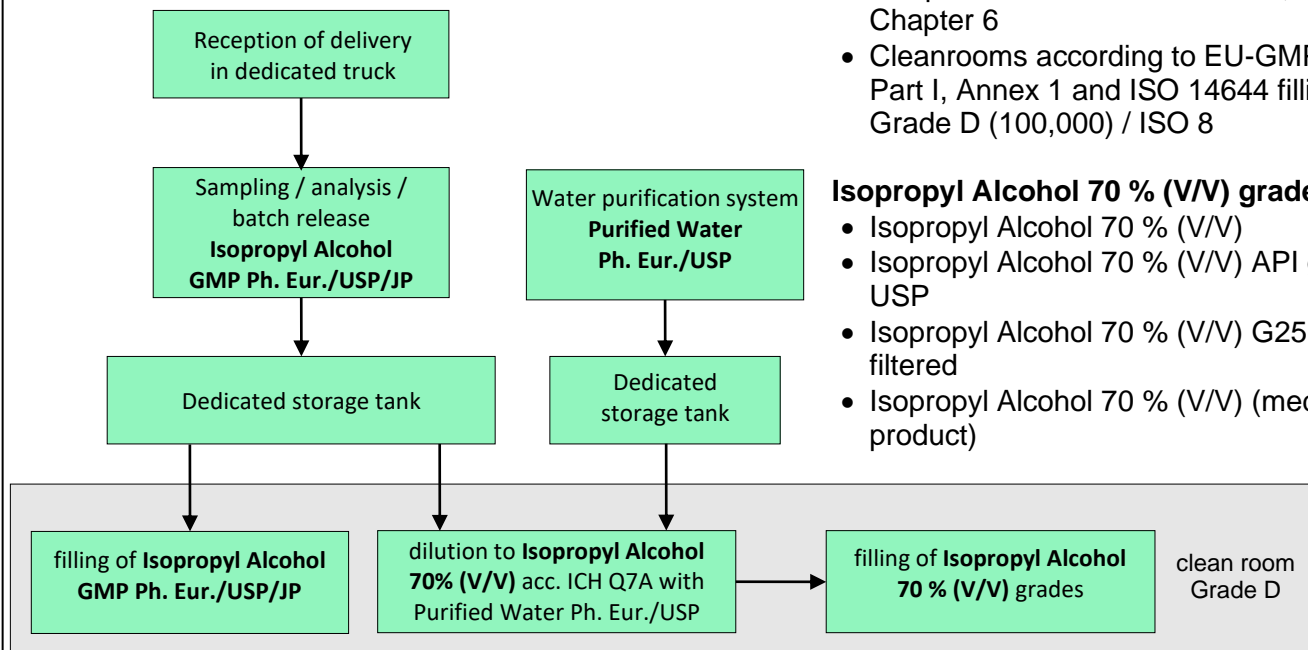 Chapter 6
• Cleanrooms according to EU-GMP
Part I, Annex 1 and ISO 14644
Grade D (100,000) / ISO 8
Isopropyl Alcohol 70 % (V/V)
• Isopropyl Alcohol 70 % (V/V)
• Isopropyl Alcohol 70 % (V/V) API
USP
• Isopropyl Alcohol 70 % (V/V) G25
filtered
• Isopropyl Alcohol 70 % (V/V)
product)
Reception of delivery
in dedicated truck
Sampling / analysis /
batch release
Isopropyl Alcohol
GMP Ph. Eur./USP/JP
Water purification system
Purified Water
Ph. Eur./USP
Dedicated storage tank
Dedicated
storage tank
filling of Isopropyl Alcohol
GMP Ph. Eur./USP/JP
dilution to Isopropyl Alcohol
70% (V/V) acc. ICH Q7A with
Purified Water Ph. Eur./USP
filling of Isopropyl Alcohol
70 % (V/V) grades
clean room
Grade D